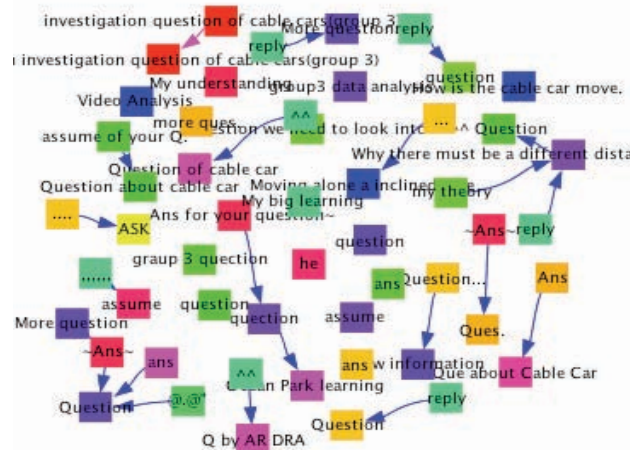 investigation question of cable cars(group 3
More question
reply
reply
investigation question of cable cars(group 3)
question
My understanding
group3 data analysis
How is the cable car move.
Video Analysis
more ques
^^
...
assume of your Q.
estion we need to look into
^^
Question
Question of cable car
Why there must be a different dista
Question about cable car
Moving alone a incline
my theory
My big learning
....
ASK
Ans for your question~
~Ans~
reply
question
group 3 quection
he
......
ans
Question...
Ans
assume
question
quection
assume
More question
Ques.
~Ans~
ans
ans
w information
Que about Cable Car
^^
an Park learning
Question
@.@"
Question
reply
Q by AR DRA